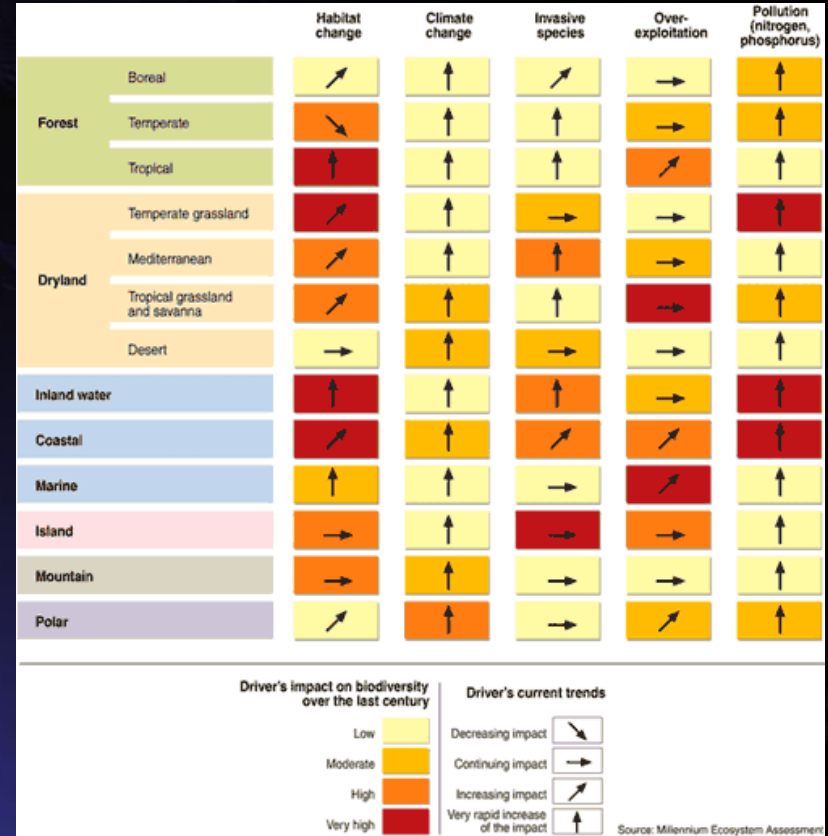 Habitat
change
Climate
change
Invasive
species
Over-
exploitation
Pollution
(nitrogen,
phosphorus)
Forest
Boreal
Temperate
Tropical
Dryland
Temperate grassland
Mediterranean
Tropical grassland
and savanna
Desert
Inland water
Coastal
Marine
Island
Mountain
Polar
Driver's impact on biodiversity
over the last century
Low
Moderate
High
Very high
Driver's current trends
Decreasing impact
Continuing impact
Increasing impact
Very rapid increase
of the impact
Source: Millennium Ecosystem Assessment